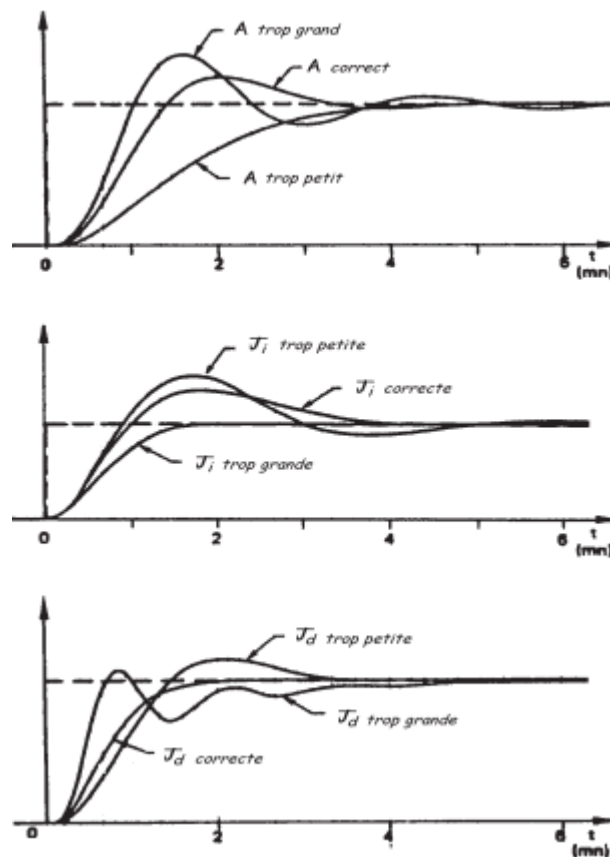 A trop grand
A correct
A trop petit
0 2 4 6 t
(mn)
Ji trop petite
Ji correcte
Ji trop grande
0 2 4 6 t
(mn)
Jd trop petite
Jd trop grande
Jd correcte
0 2 4 6 t
(mn)